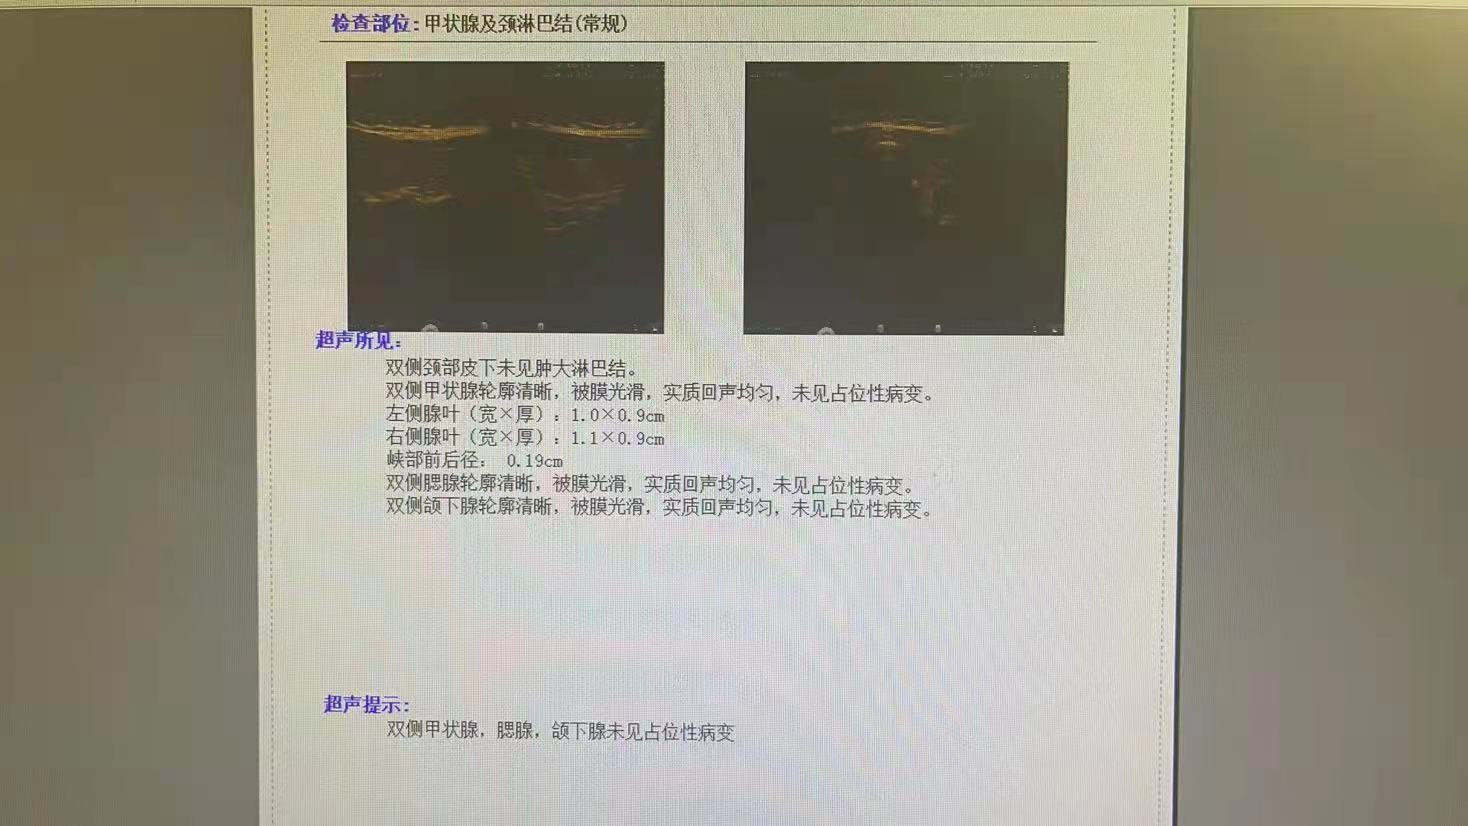 检查部位:甲状腺及颈淋巴结(常规)
超声所见:
双侧颈部皮下未见肿大淋巴结。
双侧甲状腺轮廓清晰，被膜光滑，实质回声均匀，未见占位性病变。
左侧腺叶（宽×厚）: 1.0×0.9cm
右侧腺叶（宽×厚）: 1.1×0.9cm
峡部前后径: 0.19cm
双侧腮腺轮廓清晰，被膜光滑，实质回声均匀，未见占位性病变。
双侧颌下腺轮廓清晰，被膜光滑，实质回声均匀，未见占位性病变。
超声提示:
双侧甲状腺，腮腺，颌下腺未见占位性病变